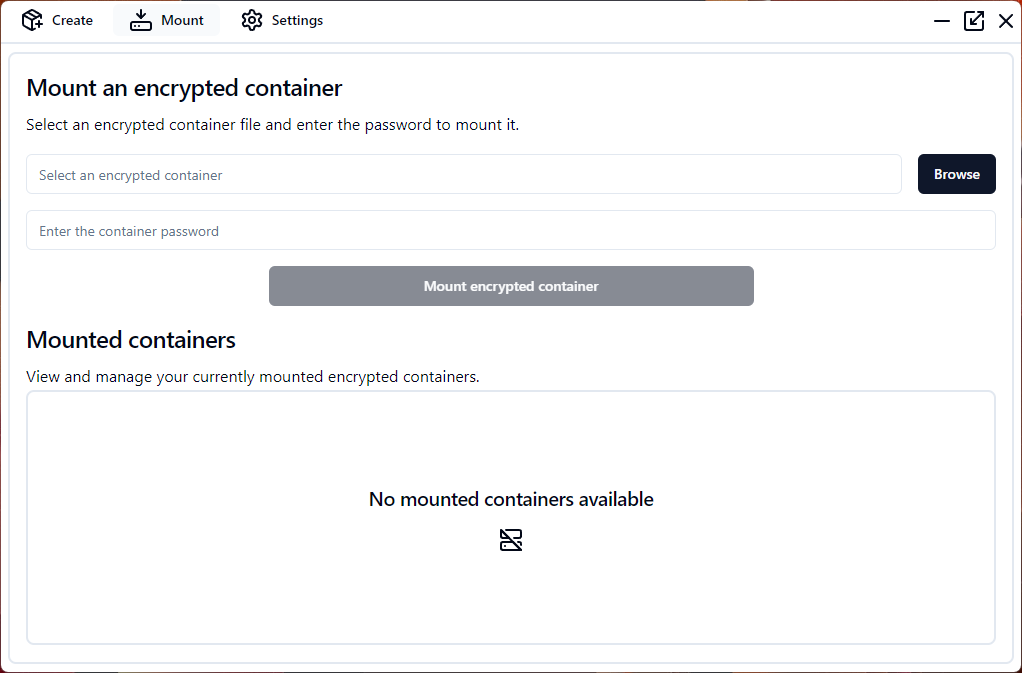 Create
Mount
Settings
Mount an encrypted container
Select an encrypted container file and enter the password to mount it.
Select an encrypted container
Browse
Enter the container password
Mount encrypted container
Mounted containers
View and manage your currently mounted encrypted containers.
No mounted containers available